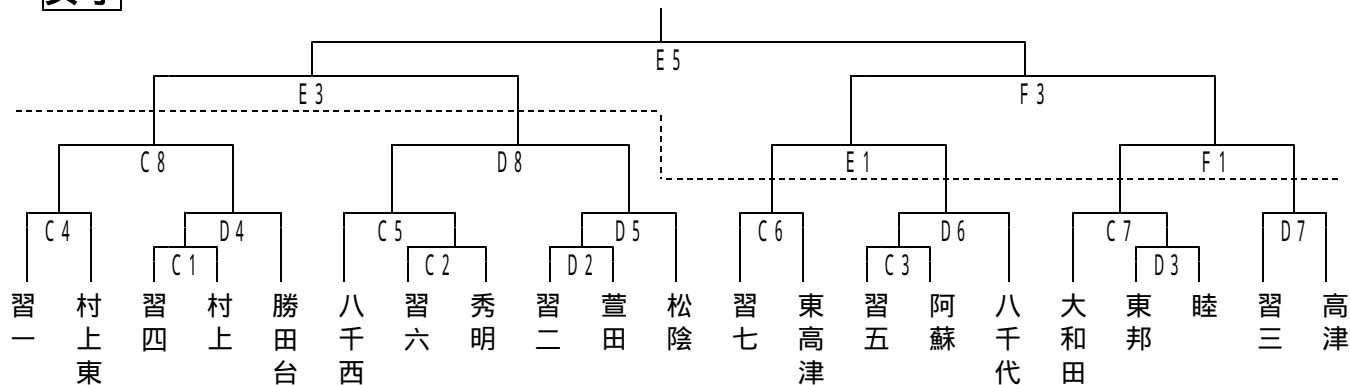 E5
E3
F3
C8
D8
E1
F1
C4
D4
C5
D5
C6
D6
C7
D7
C1
C2
D2
C3
D3
習一
村上東
習四
村上
勝田台
八千西
習六
秀明
習二
萱田
松陰
習七
東高津
習五
阿蘇
八千代
大和田
東邦
睦
習三
高津